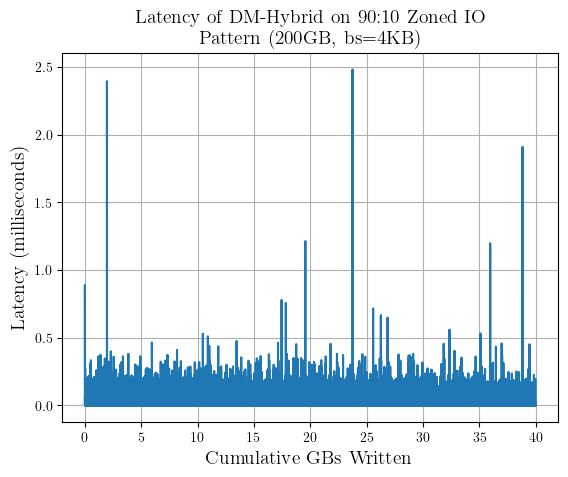 Latency of DM-Hybrid on 90:10 Zoned IO
Pattern (200GB, bs=4KB)
Latency (milliseconds)
2.5
2.0
1.5
1.0
0.5
0.0
0 5 10 15 20 25 30 35 40
Cumulative GBs Written